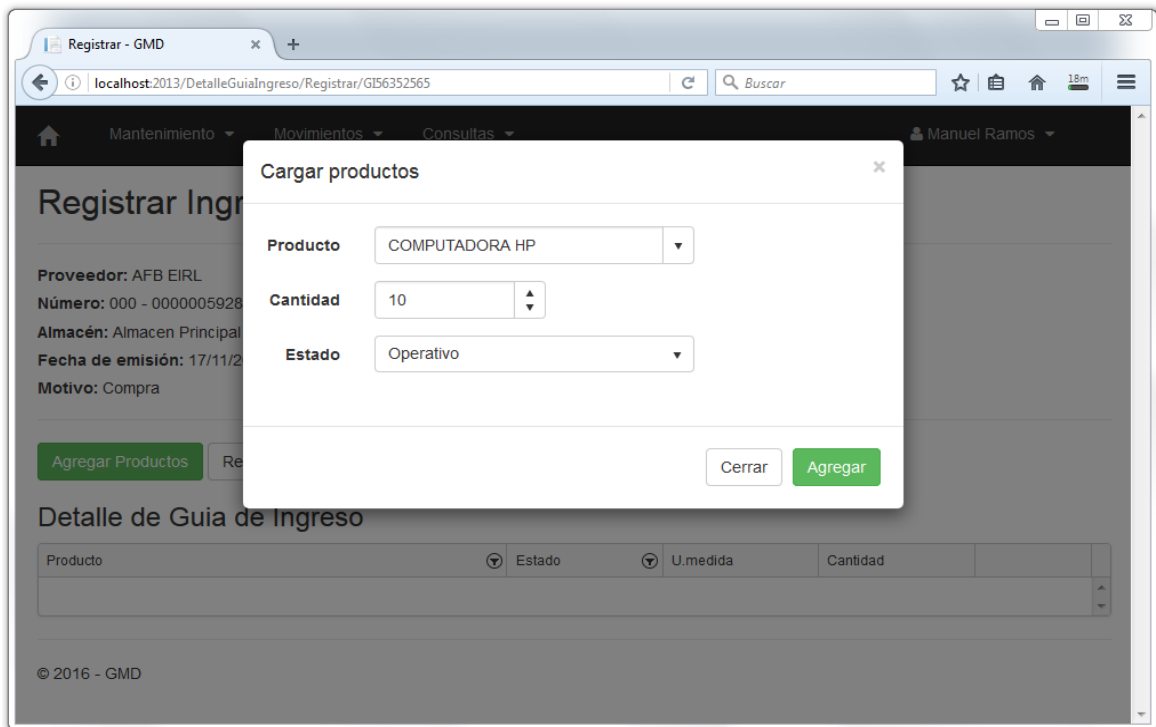 Registrar - GMD
localhost:2013/DetalleGuiaIngreso/Registrar/GI56352565
Buscar
18m
Mantenimiento
Movimientos
Consultas
Manuel Ramos
Cargar productos
Registrar Ingr
Producto COMPUTADORA HP
Proveedor: AFB EIRL
Cantidad 10
Número: 000 - 0000005928
Almacén: Almacen Principal
Estado Operativo
Fecha de emisión: 17/11/2
Motivo: Compra
Cerrar Agregar
Agregar Productos Re
Detalle de Guia de Ingreso
Producto Estado U.medida Cantidad
© 2016 - GMD